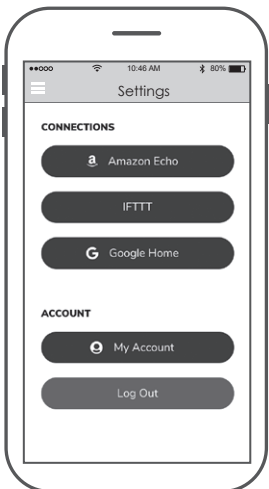 10:46 AM 80%
Settings
CONNECTIONS
a Amazon Echo
IFTTT
G Google Home
ACCOUNT
My Account
Log Out